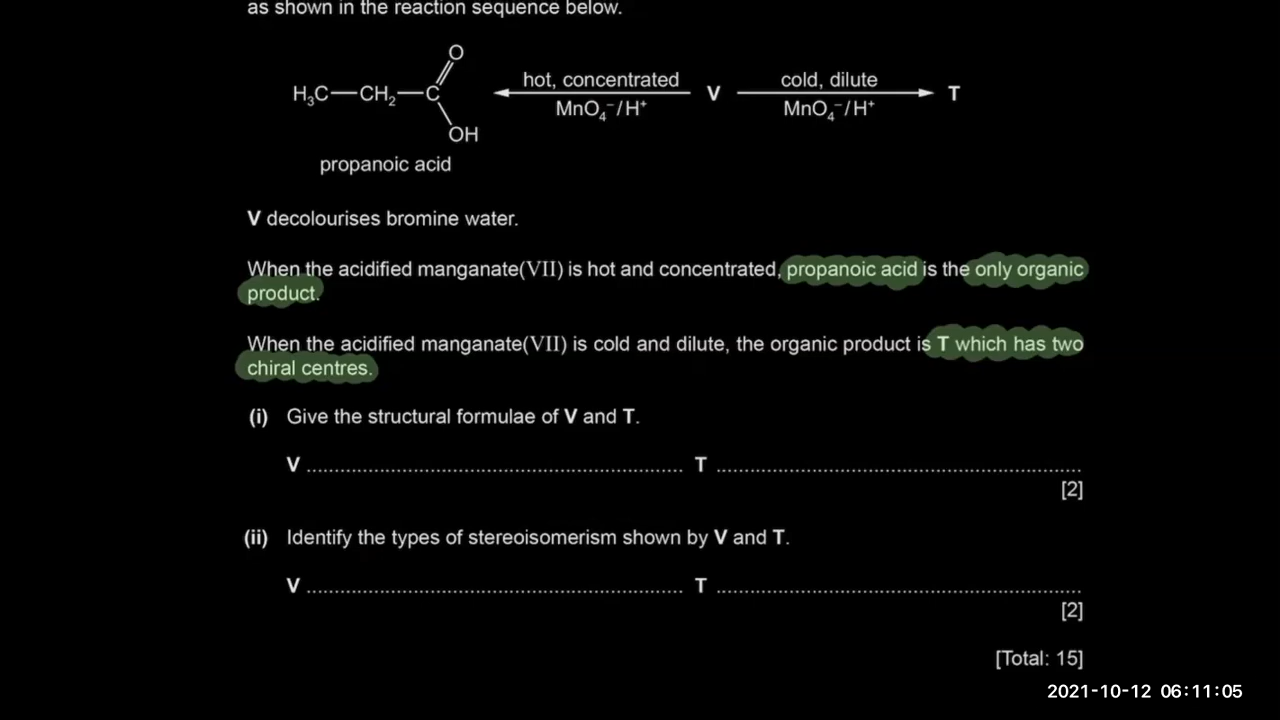 as shown in the reaction sequence below.
O
H₃C—CH₂—C
OH
propanoic acid
hot, concentrated
MnO₄⁻/H⁺
V
cold, dilute
MnO₄⁻/H⁺
T
V decolourises bromine water.
When the acidified manganate(VII) is hot and concentrated, propanoic acid is the only organic
product.
When the acidified manganate(VII) is cold and dilute, the organic product is T which has two
chiral centres.
(i) Give the structural formulae of V and T.
V ................................................................... T .................................................................
[2]
(ii) Identify the types of stereoisomerism shown by V and T.
V ................................................................... T .................................................................
[2]
[Total: 15]
2021-10-12 06:11:05